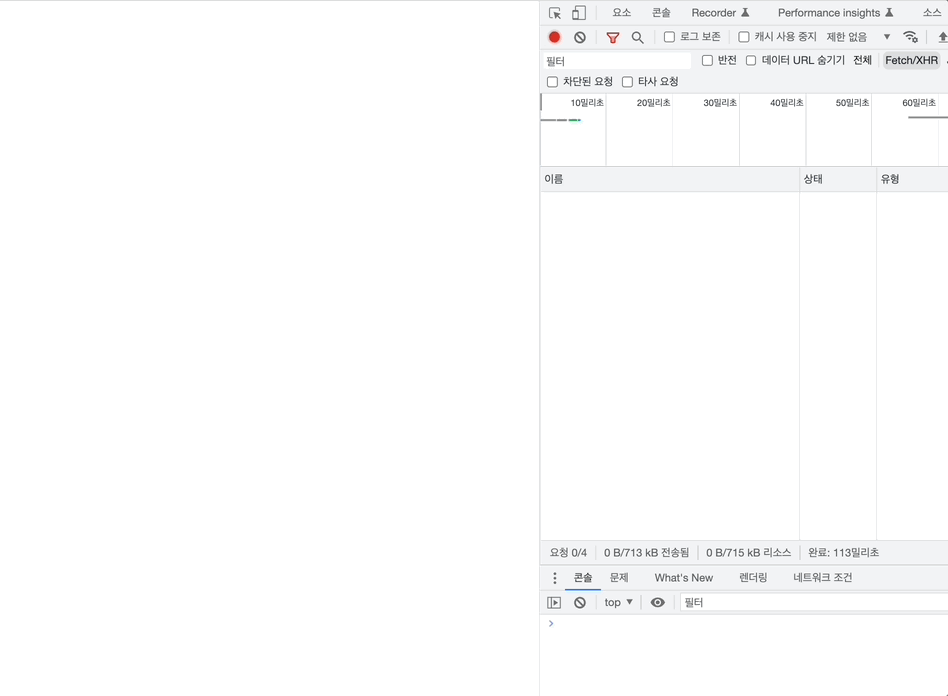 요소 콘솔 Recorder Performance insights 소스
로그 보존 캐시 사용 중지 제한 없음
필터 반전 데이터 URL 숨기기 전체 Fetch/XHR
차단된 요청 타사 요청
10밀리초 20밀리초 30밀리초 40밀리초 50밀리초 60밀리초
이름 상태 유형
요청 0/4 0 B/713 kB 전송됨 0 B/715 kB 리소스 완료: 113밀리초
콘솔 문제 What's New 렌더링 네트워크 조건
top 필터